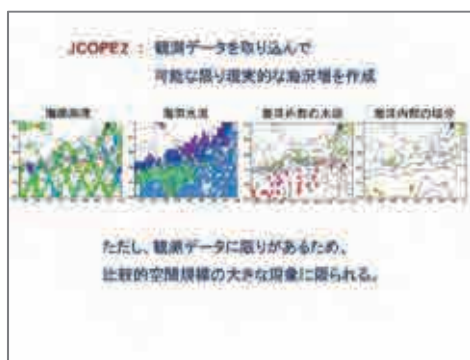 JCOPE2 : 観測データを取り込んで
可能な限り現実的な海況場を作成
海面高度 海面水温 海洋内部の水温 海洋内部の塩分
ただし、観測データに限りがあるため、
比較的空間規模の大きな現象に限られる。